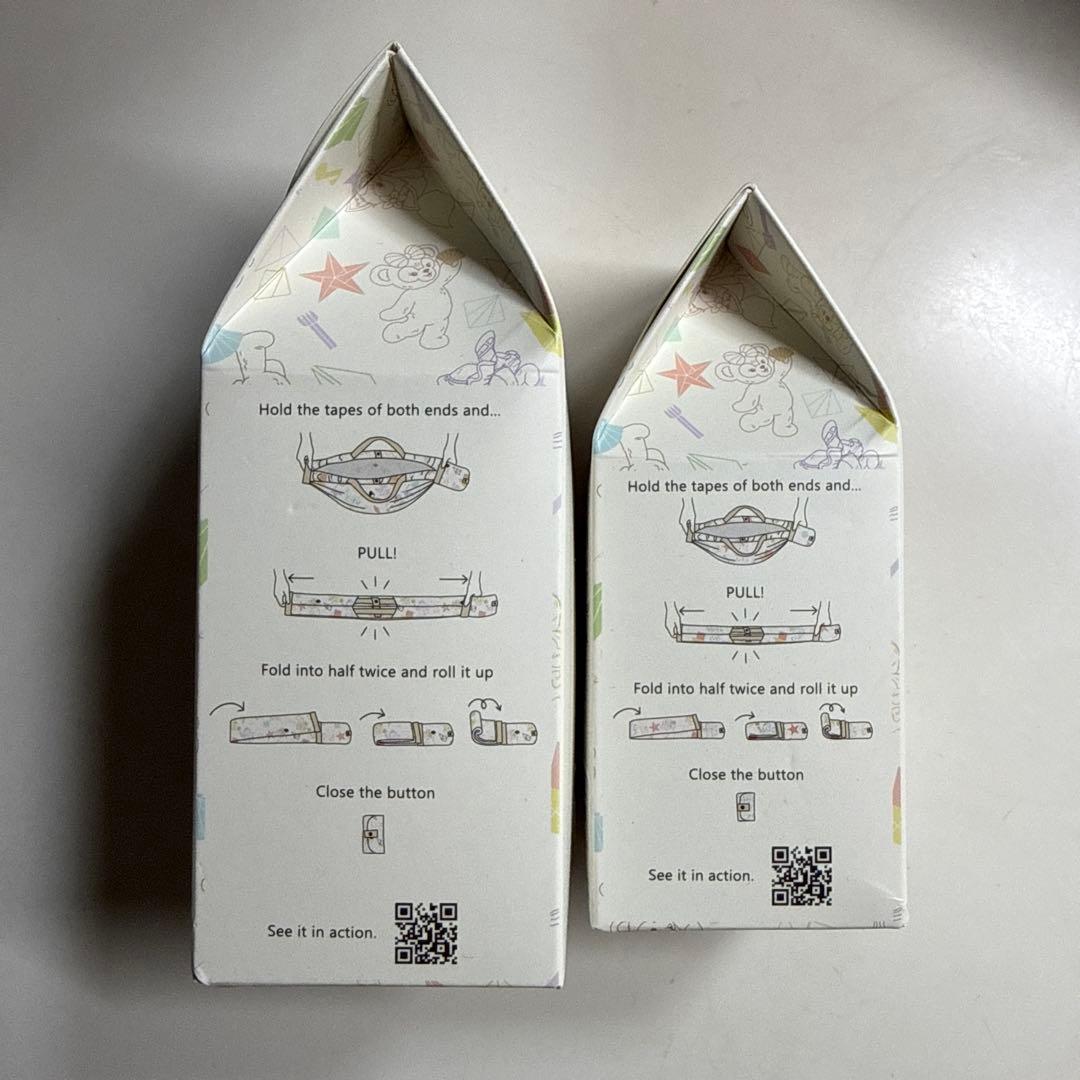 Hold the tapes of both ends and...
PULL!
Fold into half twice and roll it up
Close the button
See it in action.
Hold the tapes of both ends and...
PULL!
Fold into half twice and roll it up
Close the button
See it in action.